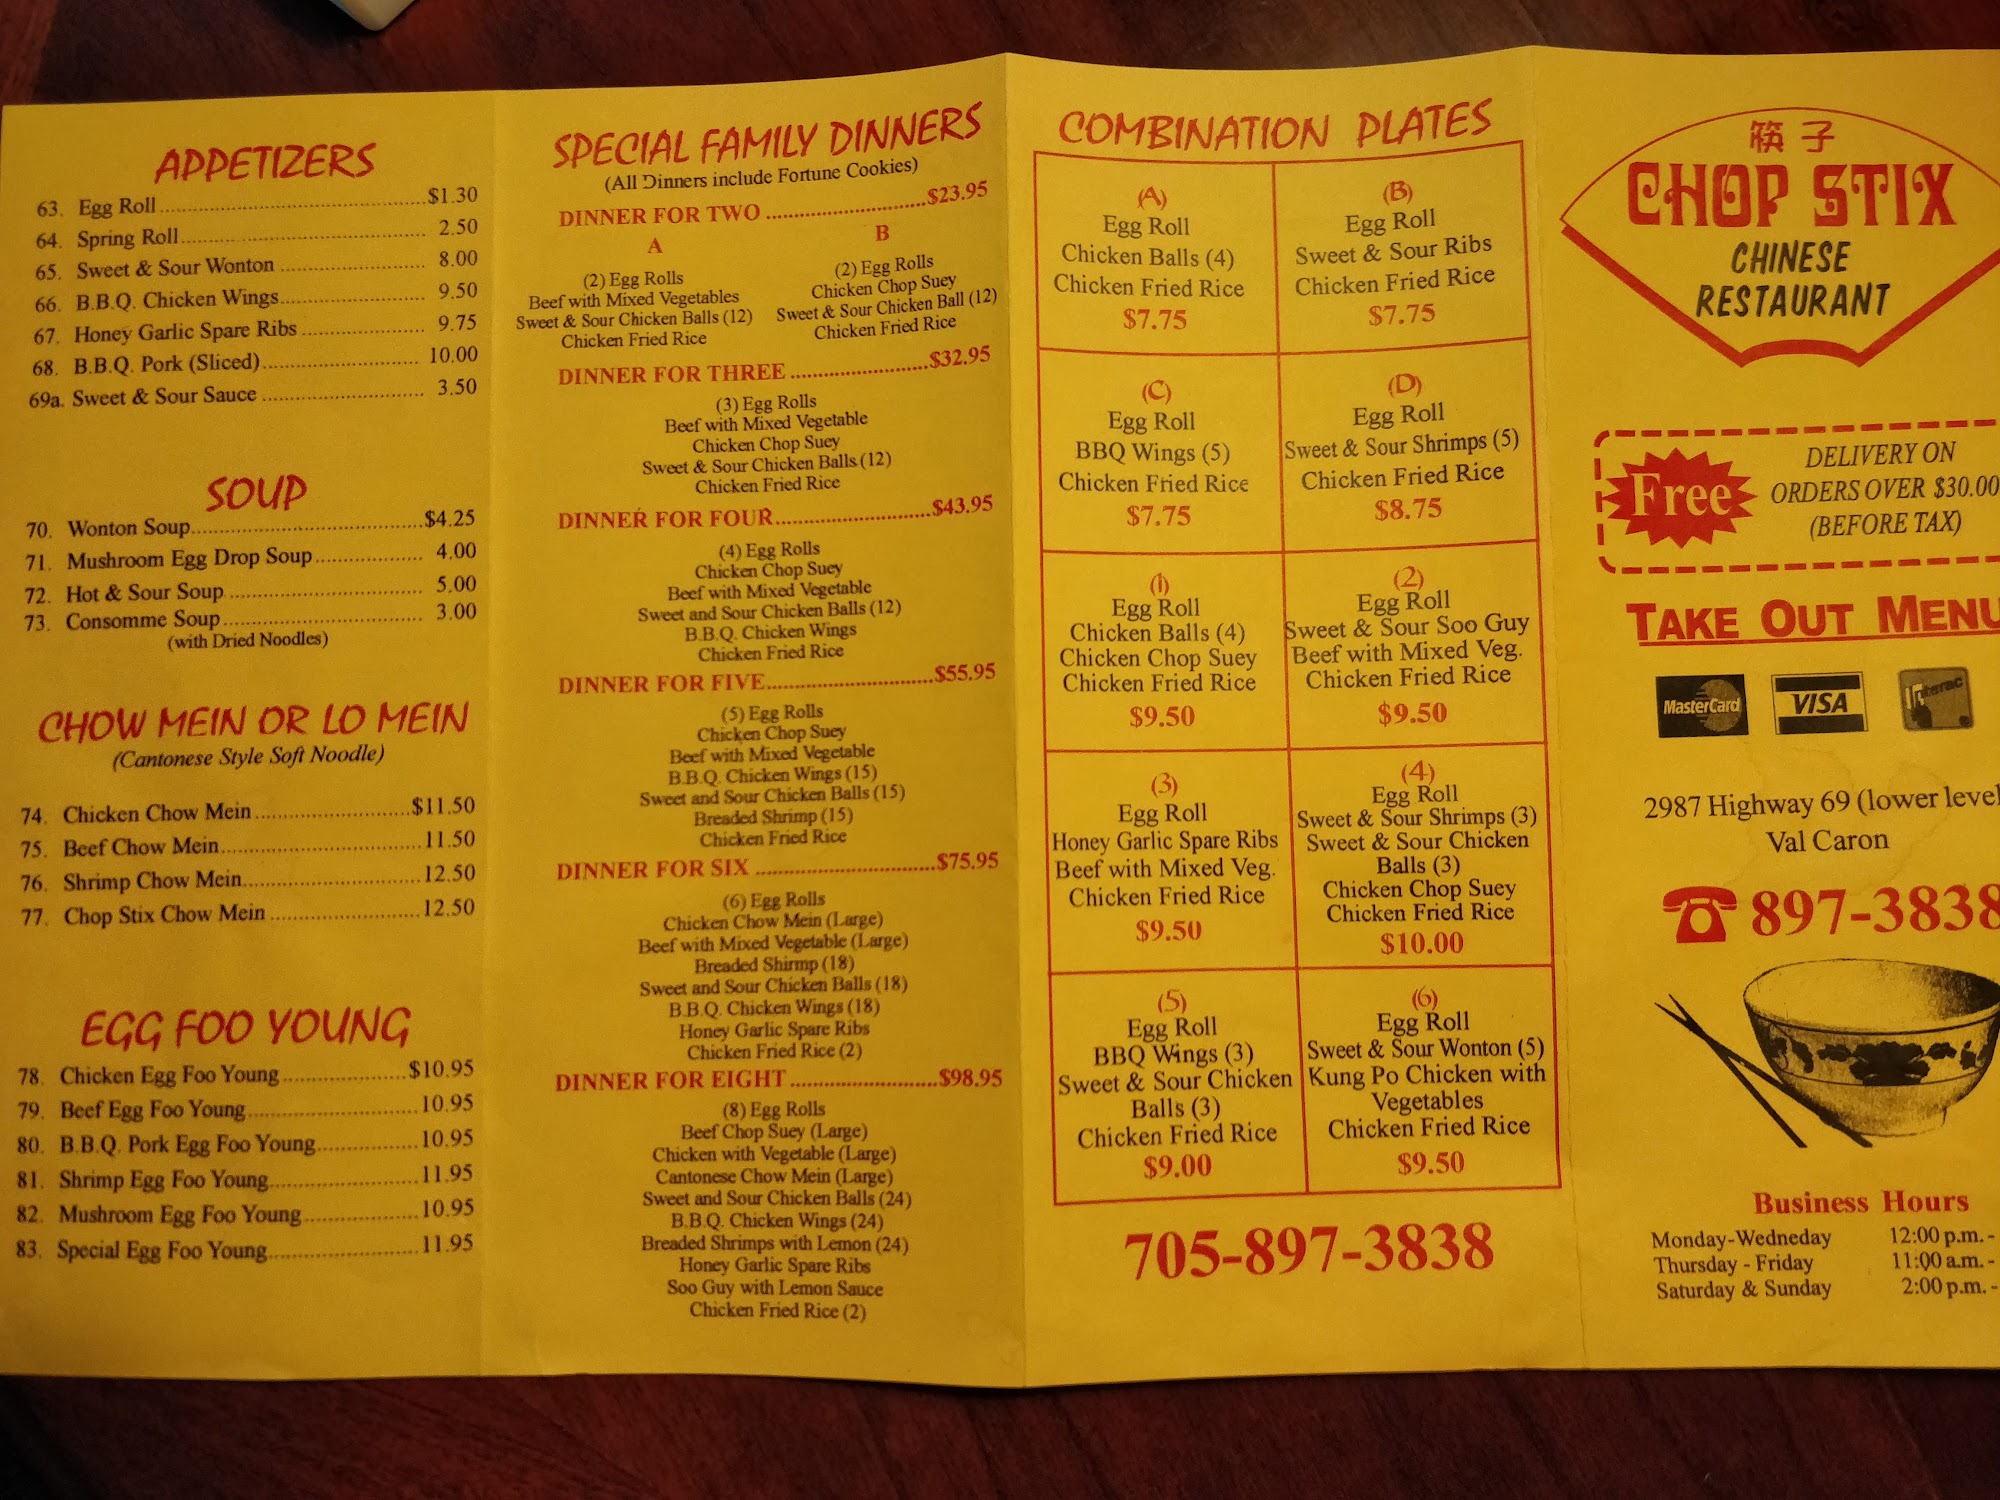 APPETIZERS
63. Egg Roll $1.30
64. Spring Roll 2.50
65. Sweet & Sour Wonton 8.00
66. B.B.Q. Chicken Wings 9.50
67. Honey Garlic Spare Ribs 9.75
68. B.B.Q. Pork (Sliced) 10.00
69a. Sweet & Sour Sauce 3.50
SOUP
70. Wonton Soup $4.25
71. Mushroom Egg Drop Soup 4.00
72. Hot & Sour Soup 5.00
73. Consomme Soup 3.00
(with Dried Noodles)
CHOW MEIN OR LO MEIN
(Cantonese Style Soft Noodle)
74. Chicken Chow Mein $11.50
75. Beef Chow Mein 11.50
76. Shrimp Chow Mein 12.50
77. Chop Stix Chow Mein 12.50
EGG FOO YOUNG
78. Chicken Egg Foo Young $10.95
79. Beef Egg Foo Young 10.95
80. B.B.Q. Pork Egg Foo Young 10.95
81. Shrimp Egg Foo Young 11.95
82. Mushroom Egg Foo Young 10.95
83. Special Egg Foo Young 11.95
SPECIAL FAMILY DINNERS
(All Dinners include Fortune Cookies)
DINNER FOR TWO $23.95
A
(2) Egg Rolls
Beef with Mixed Vegetables
Sweet & Sour Chicken Balls (12)
Chicken Fried Rice
B
(2) Egg Rolls
Chicken Chop Suey
Sweet & Sour Chicken Ball (12)
Chicken Fried Rice
DINNER FOR THREE $32.95
(3) Egg Rolls
Beef with Mixed Vegetable
Chicken Chop Suey
Sweet & Sour Chicken Balls (12)
Chicken Fried Rice
DINNER FOR FOUR $43.95
(4) Egg Rolls
Chicken Chop Suey
Beef with Mixed Vegetable
Sweet and Sour Chicken Balls (12)
B.B.Q. Chicken Wings
Chicken Fried Rice
DINNER FOR FIVE $55.95
(5) Egg Rolls
Chicken Chop Suey
Beef with Mixed Vegetable
B.B.Q. Chicken Wings (15)
Sweet and Sour Chicken Balls (15)
Breaded Shrimp (15)
Chicken Fried Rice
DINNER FOR SIX $75.95
(6) Egg Rolls
Chicken Chow Mein (Large)
Beef with Mixed Vegetable (Large)
Breaded Shirmp (18)
Sweet and Sour Chicken Balls (18)
B.B.Q. Chicken Wings (18)
Honey Garlic Spare Ribs
Chicken Fried Rice (2)
DINNER FOR EIGHT $98.95
(8) Egg Rolls
Beef Chop Suey (Large)
Chicken with Vegetable (Large)
Cantonese Chow Mein (Large)
Sweet and Sour Chicken Balls (24)
B.B.Q. Chicken Wings (24)
Breaded Shrimps with Lemon (24)
Honey Garlic Spare Ribs
Soo Guy with Lemon Sauce
Chicken Fried Rice (2)
COMBINATION PLATES
(A)
Egg Roll
Chicken Balls (4)
Chicken Fried Rice
$7.75
(B)
Egg Roll
Sweet & Sour Ribs
Chicken Fried Rice
$7.75
(C)
Egg Roll
BBQ Wings (5)
Chicken Fried Rice
$7.75
(D)
Egg Roll
Sweet & Sour Shrimps (5)
Chicken Fried Rice
$8.75
(1)
Egg Roll
Chicken Balls (4)
Chicken Chop Suey
Chicken Fried Rice
$9.50
(2)
Egg Roll
Sweet & Sour Soo Guy
Beef with Mixed Veg.
Chicken Fried Rice
$9.50
(3)
Egg Roll
Honey Garlic Spare Ribs
Beef with Mixed Veg.
Chicken Fried Rice
$9.50
(4)
Egg Roll
Sweet & Sour Shrimps (3)
Sweet & Sour Chicken
Balls (3)
Chicken Chop Suey
Chicken Fried Rice
$10.00
(5)
Egg Roll
BBQ Wings (3)
Sweet & Sour Chicken
Balls (3)
Chicken Fried Rice
$9.00
(6)
Egg Roll
Sweet & Sour Wonton (5)
Kung Po Chicken with
Vegetables
Chicken Fried Rice
$9.50
705-897-3838
筷子
CHOP STIX
CHINESE
RESTAURANT
Free
DELIVERY ON
ORDERS OVER $30.00
(BEFORE TAX)
TAKE OUT MENU
MasterCard VISA Interac
2987 Highway 69 (lower level
Val Caron
897-3838
Business Hours
Monday-Wedneday 12:00 p.m. -
Thursday - Friday 11:00 a.m. -
Saturday & Sunday 2:00 p.m. -